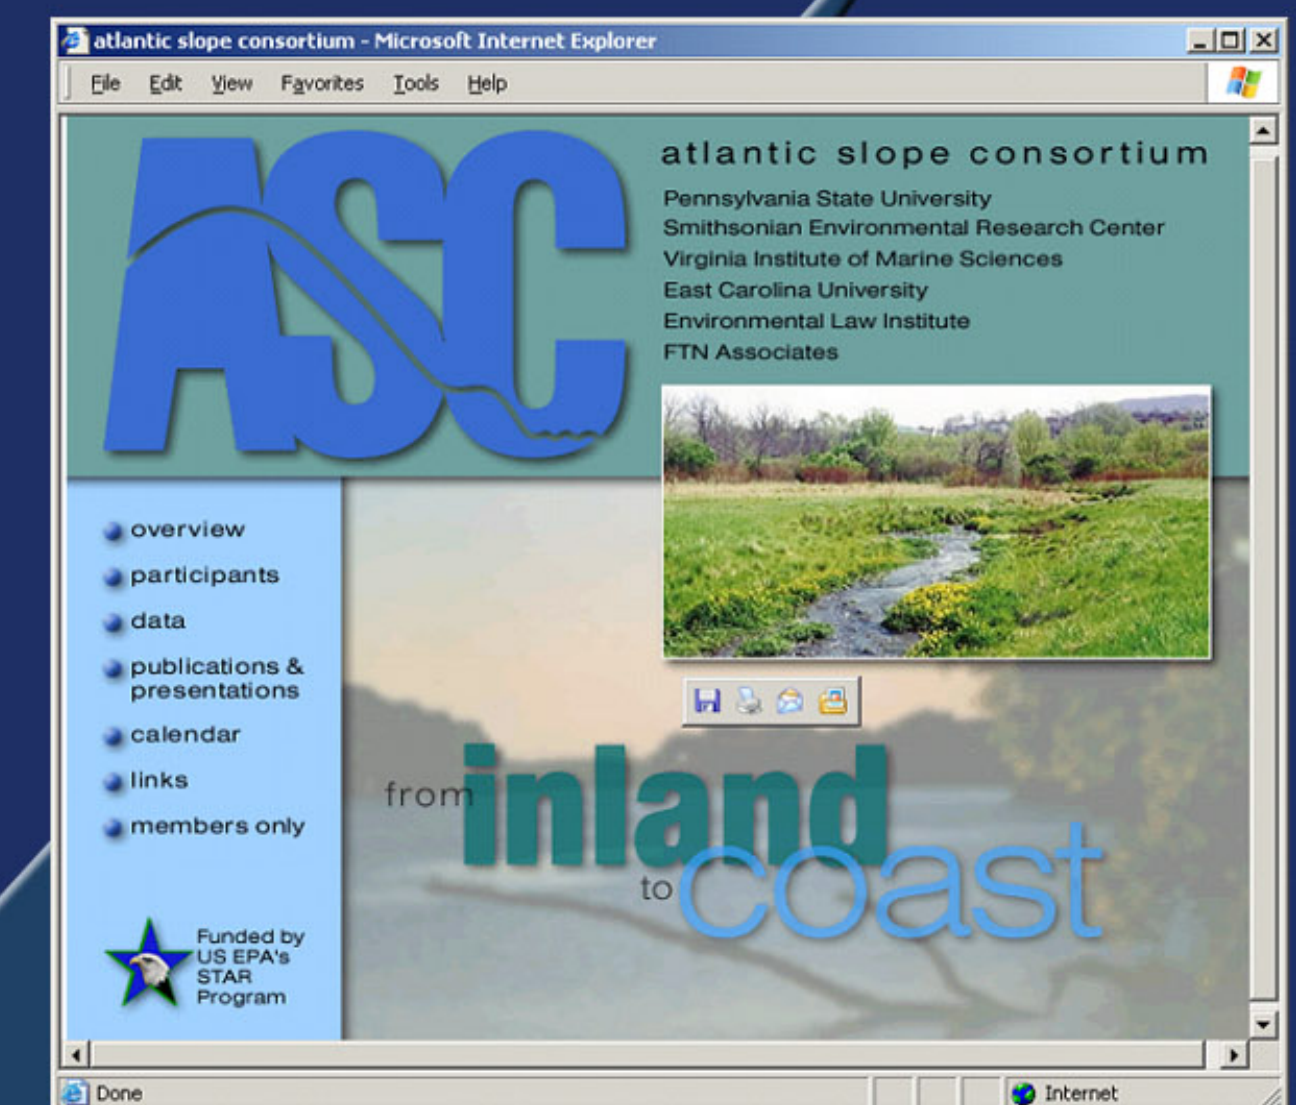 atlantic slope consortium - Microsoft Internet Explorer
File Edit View Favorites Tools Help
ASC
atlantic slope consortium
Pennsylvania State University
Smithsonian Environmental Research Center
Virginia Institute of Marine Sciences
East Carolina University
Environmental Law Institute
FTN Associates
overview
participants
data
publications &
presentations
calendar
links
members only
from inland
to coast
Funded by
US EPA's
STAR
Program
Done
Internet